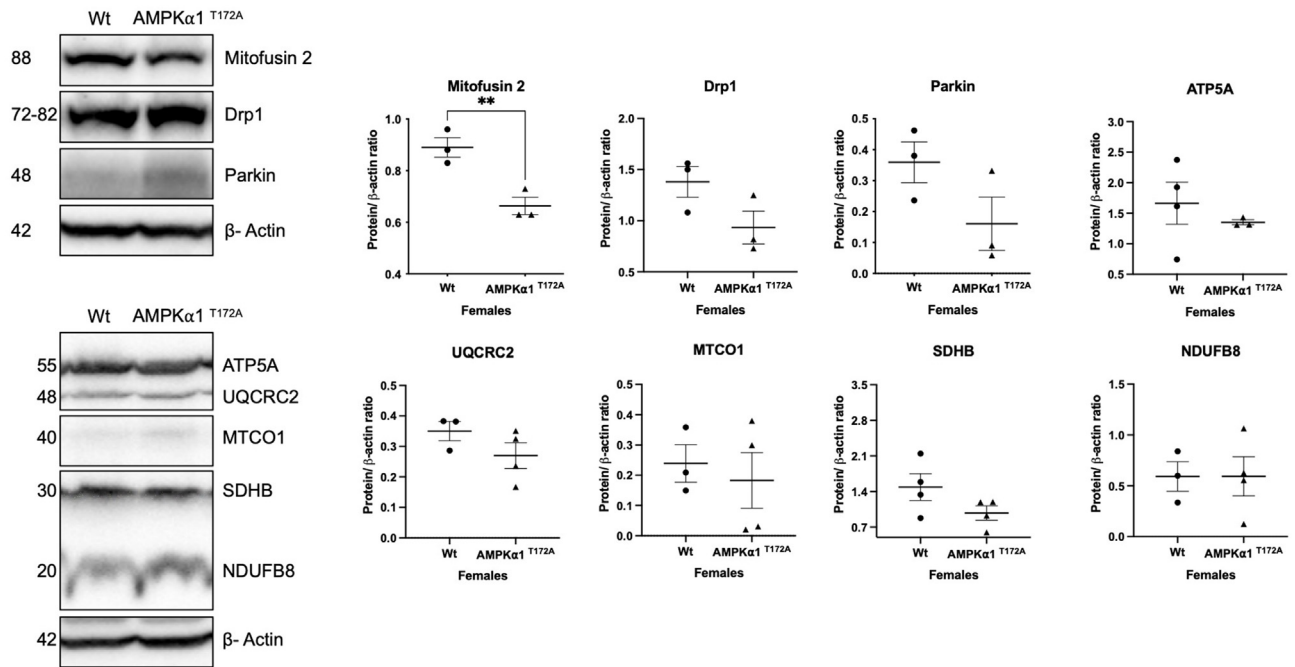 Wt AMPKα1 T172A
88 Mitofusin 2
72-82 Drp1
48 Parkin
42 β- Actin
Wt AMPKα1 T172A
55 ATP5A
48 UQCRC2
40 MTCO1
30 SDHB
20 NDUFB8
42 β- Actin
Mitofusin 2
**
Protein/ β-actin ratio
1.0
0.8
0.6
0.4
Wt AMPKα1 T172A
Females
Drp1
Protein/ β-actin ratio
2.0
1.5
1.0
0.5
Wt AMPKα1 T172A
Females
Parkin
Protein/ β-actin ratio
0.5
0.4
0.3
0.2
0.1
0.0
Wt AMPKα1 T172A
Females
ATP5A
Protein/ β-actin ratio
3.0
2.5
2.0
1.5
1.0
0.5
Wt AMPKα1 T172A
Females
UQCRC2
Protein/ β-actin ratio
0.5
0.4
0.3
0.2
0.1
0.0
Wt AMPKα1 T172A
Females
MTCO1
Protein/ β-actin ratio
0.5
0.4
0.3
0.2
0.1
0.0
Wt AMPKα1 T172A
Females
SDHB
Protein/ β-actin ratio
3.5
2.8
2.1
1.4
0.7
Wt AMPKα1 T172A
Females
NDUFB8
Protein/ β-actin ratio
1.5
1.0
0.5
0.0
Wt AMPKα1 T172A
Females